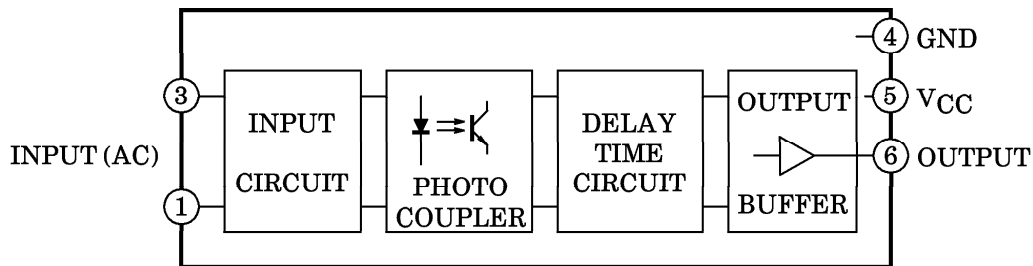 4 GND
3
5 VCC
INPUT
CIRCUIT
PHOTO
COUPLER
DELAY
TIME
CIRCUIT
OUTPUT
BUFFER
INPUT (AC)
6 OUTPUT
1